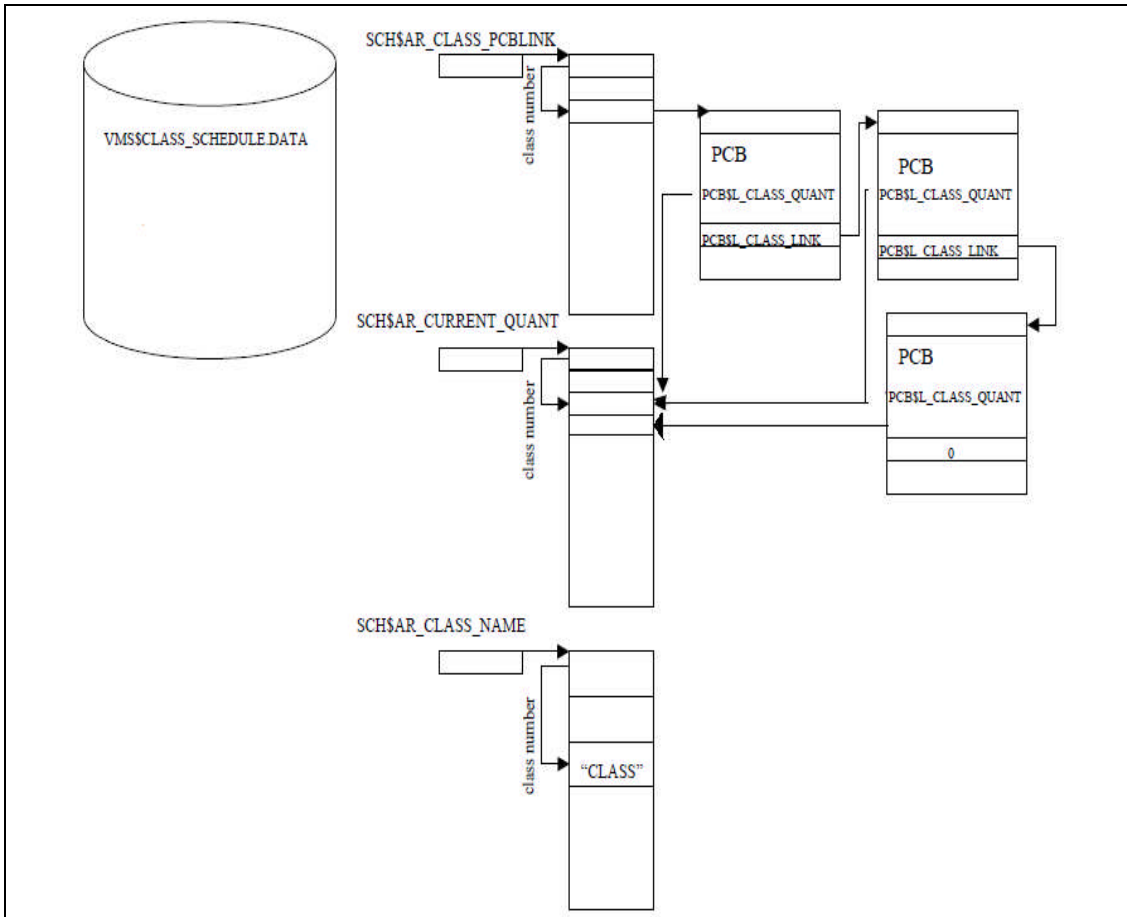 SCH$AR_CLASS_PCBLINK
class number
VMS$CLASS_SCHEDULE.DATA
PCB
PCB$L_CLASS_QUANT
PCB$L_CLASS_LINK
PCB
PCB$L_CLASS_QUANT
PCB$L_CLASS_LINK
SCH$AR_CURRENT_QUANT
class number
PCB
PCB$L_CLASS_QUANT
0
SCH$AR_CLASS_NAME
class number
“CLASS”